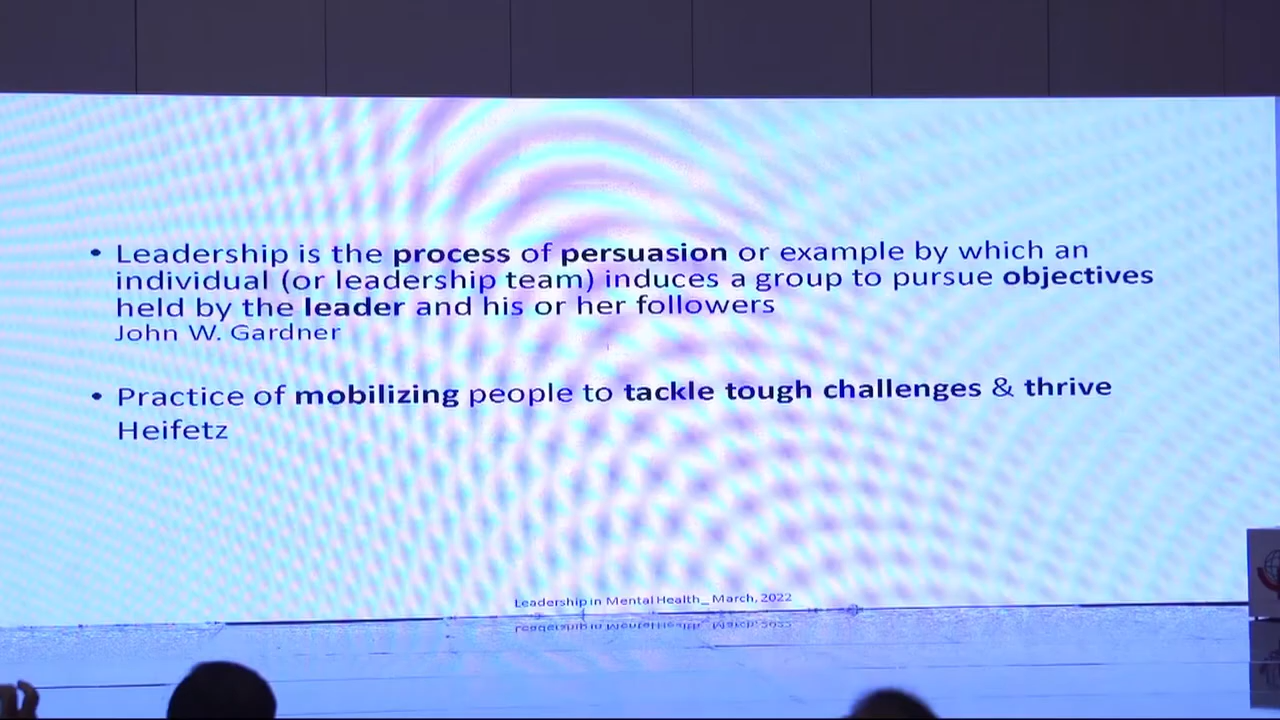 • Leadership is the process of persuasion or example by which an
individual (or leadership team) induces a group to pursue objectives
held by the leader and his or her followers
John W. Gardner
• Practice of mobilizing people to tackle tough challenges & thrive
Heifetz
Leadership in Mental Health_ March, 2022